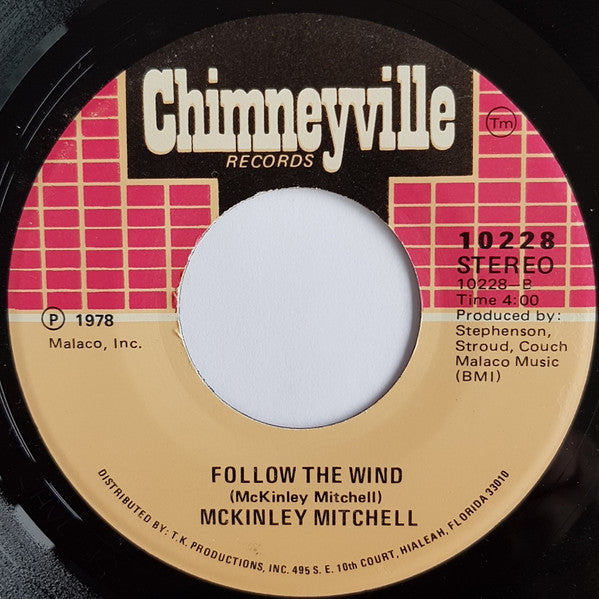 Chimneyville
RECORDS
Tm
10228
STEREO
10228-B
Time 4:00
Produced by:
Stephenson,
Stroud, Couch
Malaco Music
(BMI)
P 1978
Malaco, Inc.
FOLLOW THE WIND
(McKinley Mitchell)
MCKINLEY MITCHELL
DISTRIBUTED BY: T.K. PRODUCTIONS, INC. 495 S. E. 10th COURT, HIALEAH, FLORIDA 33010